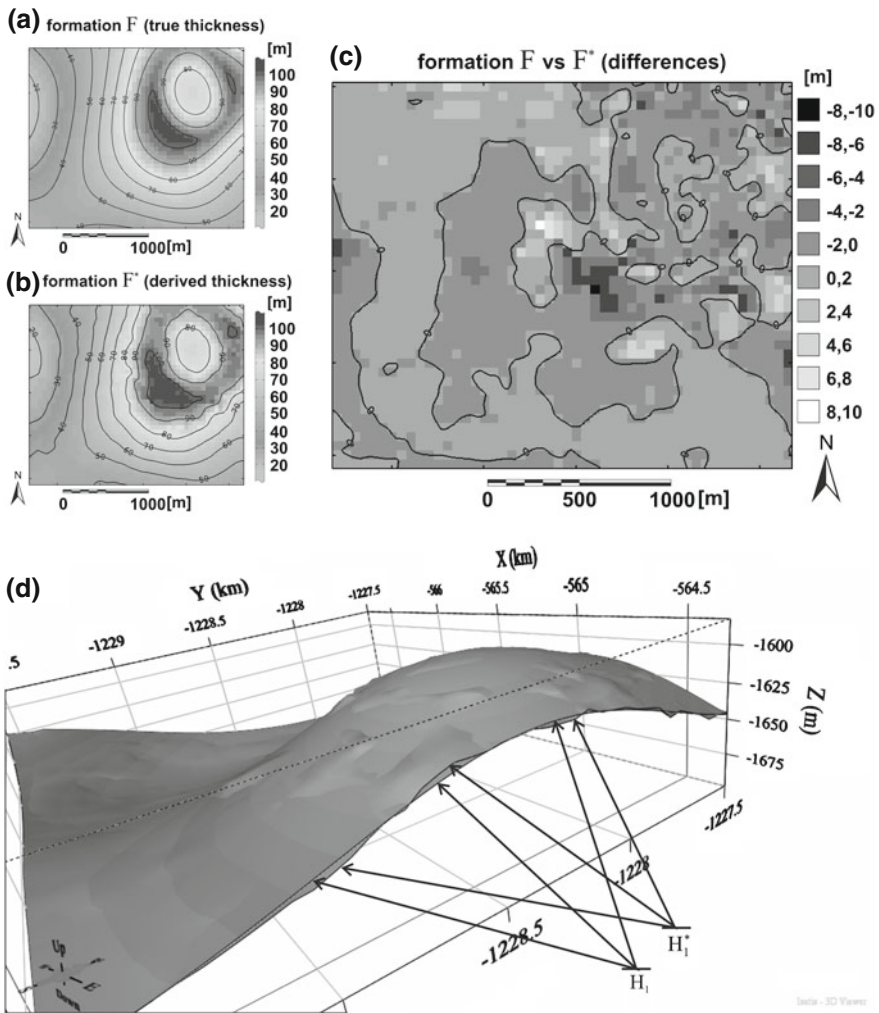 (a)
formation F (true thickness)
[m]
100
90
80
70
60
50
40
30
20
N
0 1000[m]
(b)
formation F* (derived thickness)
[m]
100
90
80
70
60
50
40
30
20
N
0 1000[m]
(c)
formation F vs F* (differences)
[m]
-8,-10
-8,-6
-6,-4
-4,-2
-2,0
0,2
2,4
4,6
6,8
8,10
N
0 500 1000[m]
(d)
X (km)
Y (km)
-1227.5
-566
-565.5
-565
-564.5
-1228
-1228.5
-1229
.5
-1600
-1625
-1650
-1675
Z (m)
-1227.5
-1228
-1228.5
H₁*
H₁
Up
E
Down
Isatis - 3D Viewer